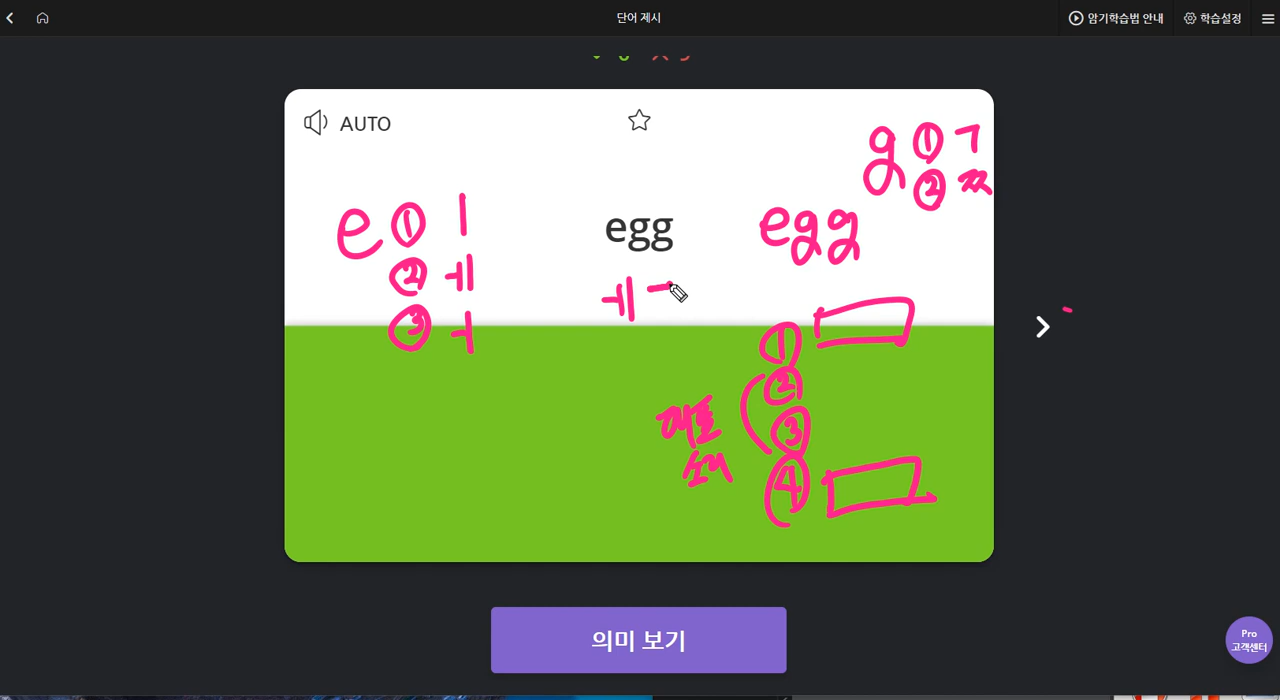 단어 제시
암기학습법 안내
학습설정
AUTO
g ① ㄱ
② ㅉ
e ① ㅣ
② ㅔ
③ ㅓ
egg
egg
ㅔ ㄱ
①
②
③
④
의미 보기
Pro
고객센터